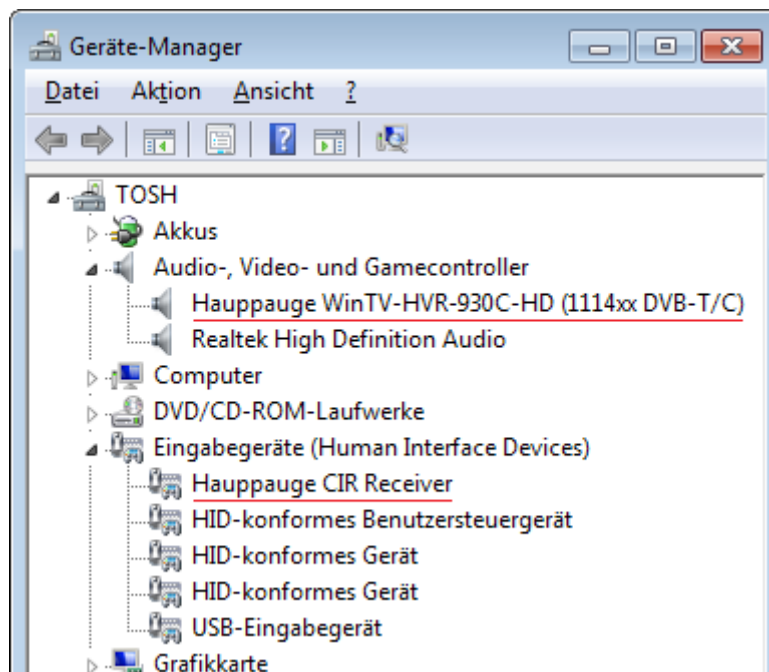 Geräte-Manager
Datei Aktion Ansicht ?
TOSH
Akkus
Audio-, Video- und Gamecontroller
Hauppauge WinTV-HVR-930C-HD (1114xx DVB-T/C)
Realtek High Definition Audio
Computer
DVD/CD-ROM-Laufwerke
Eingabegeräte (Human Interface Devices)
Hauppauge CIR Receiver
HID-konformes Benutzersteuergerät
HID-konformes Gerät
HID-konformes Gerät
USB-Eingabegerät
Grafikkarte